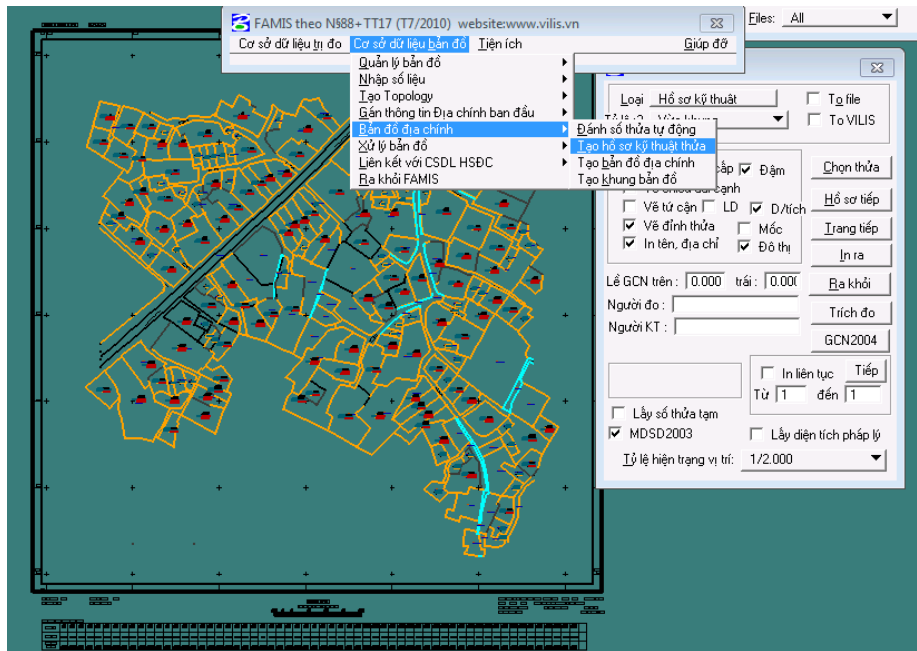 FAMIS theo N§88+TT17 (T7/2010) website:www.vilis.vn
Files: All
Cơ sở dữ liệu trị đo Cơ sở dữ liệu bản đồ Tiện ích Giúp đỡ
Quản lý bản đồ
Nhập số liệu
Tạo Topology
Gán thông tin Địa chính ban đầu
Bản đồ địa chính
Xử lý bản đồ
Liên kết với CSDL HSĐC
Ra khỏi FAMIS
Đánh số thửa tự động
Tạo hồ sơ kỹ thuật thửa
Tạo bản đồ địa chính
Tạo khung bản đồ
Loại Hồ sơ kỹ thuât To file
To VILIS
cấp Đậm Chọn thửa
Vẽ tứ cận LD D/tích Hồ sơ tiếp
Vẽ đỉnh thửa Mốc Trang tiếp
In tên, địa chỉ Đô thị In ra
Lề GCN trên : 0.000 trái : 0.00( Ra khỏi
Người đo :
Trích đo
Người KT :
GCN2004
In liên tục Tiếp
Từ 1 đến 1
Lấy số thửa tạm
MDSD2003 Lấy diện tích pháp lý
Tỷ lệ hiện trạng vị trí: 1/2.000